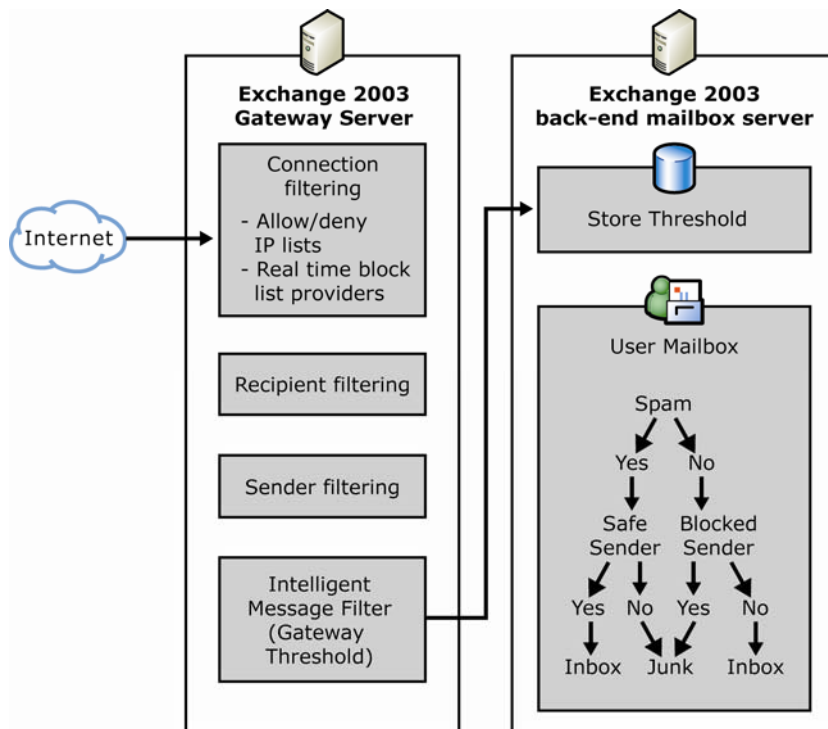 Internet
Exchange 2003
Gateway Server
Connection
filtering
- Allow/deny
IP lists
- Real time block
list providers
Recipient filtering
Sender filtering
Intelligent
Message Filter
(Gateway
Threshold)
Exchange 2003
back-end mailbox server
Store Threshold
User Mailbox
Spam
Yes No
Safe Blocked
Sender Sender
Yes No Yes No
Inbox Junk Inbox